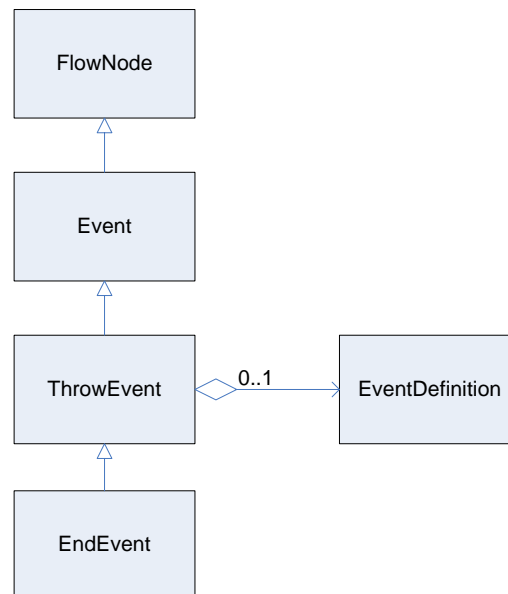 FlowNode
Event
ThrowEvent
0..1
EventDefinition
EndEvent